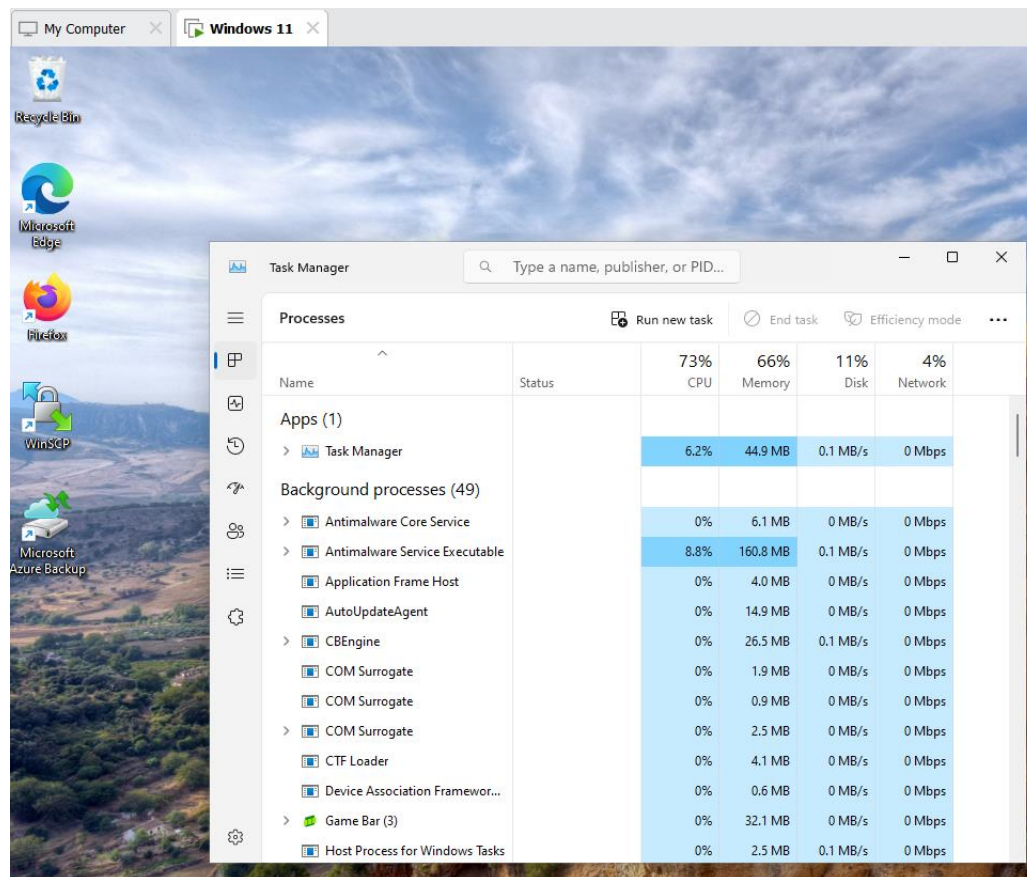 My Computer
Windows 11
Recycle Bin
Microsoft
Edge
Firefox
WinSCP
Microsoft
Azure Backup
Task Manager
Type a name, publisher, or PID...
Processes
Run new task
End task
Efficiency mode
73% 66% 11% 4%
Name Status CPU Memory Disk Network
Apps (1)
Task Manager 6.2% 44.9 MB 0.1 MB/s 0 Mbps
Background processes (49)
Antimalware Core Service 0% 6.1 MB 0 MB/s 0 Mbps
Antimalware Service Executable 8.8% 160.8 MB 0.1 MB/s 0 Mbps
Application Frame Host 0% 4.0 MB 0 MB/s 0 Mbps
AutoUpdateAgent 0% 14.9 MB 0 MB/s 0 Mbps
CBEngine 0% 26.5 MB 0.1 MB/s 0 Mbps
COM Surrogate 0% 1.9 MB 0 MB/s 0 Mbps
COM Surrogate 0% 0.9 MB 0 MB/s 0 Mbps
COM Surrogate 0% 2.5 MB 0 MB/s 0 Mbps
CTF Loader 0% 4.1 MB 0 MB/s 0 Mbps
Device Association Framewor... 0% 0.6 MB 0 MB/s 0 Mbps
Game Bar (3) 0% 32.1 MB 0 MB/s 0 Mbps
Host Process for Windows Tasks 0% 2.5 MB 0.1 MB/s 0 Mbps